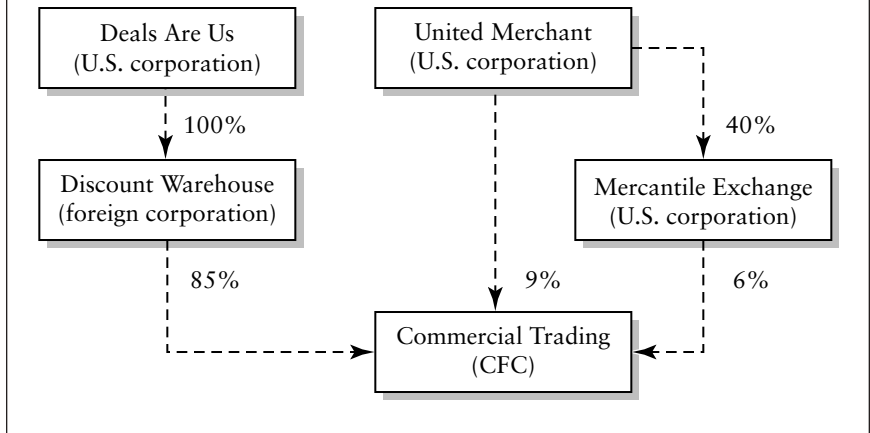 Deals Are Us
(U.S. corporation)
United Merchant
(U.S. corporation)
100%
40%
Discount Warehouse
(foreign corporation)
Mercantile Exchange
(U.S. corporation)
85%
9%
6%
Commercial Trading
(CFC)